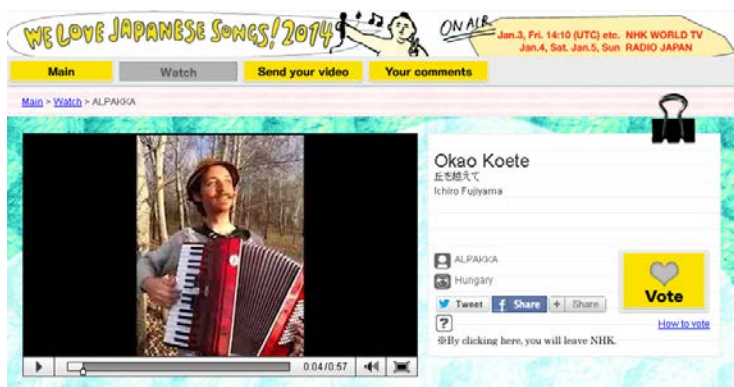 WE LOVE JAPANESE SONGS! 2014
ON AIR
Jan.3, Fri. 14:10 (UTC) etc. NHK WORLD TV
Jan.4, Sat. Jan.5, Sun RADIO JAPAN
Main Watch Send your video Your comments
Main > Watch > ALPAKKA
Okao Koete
丘を越えて
Ichiro Fujiyama
ALPAKKA
Hungary
Tweet f Share + Share
Vote
? How to vote
※By clicking here, you will leave NHK.
0:04/0:57